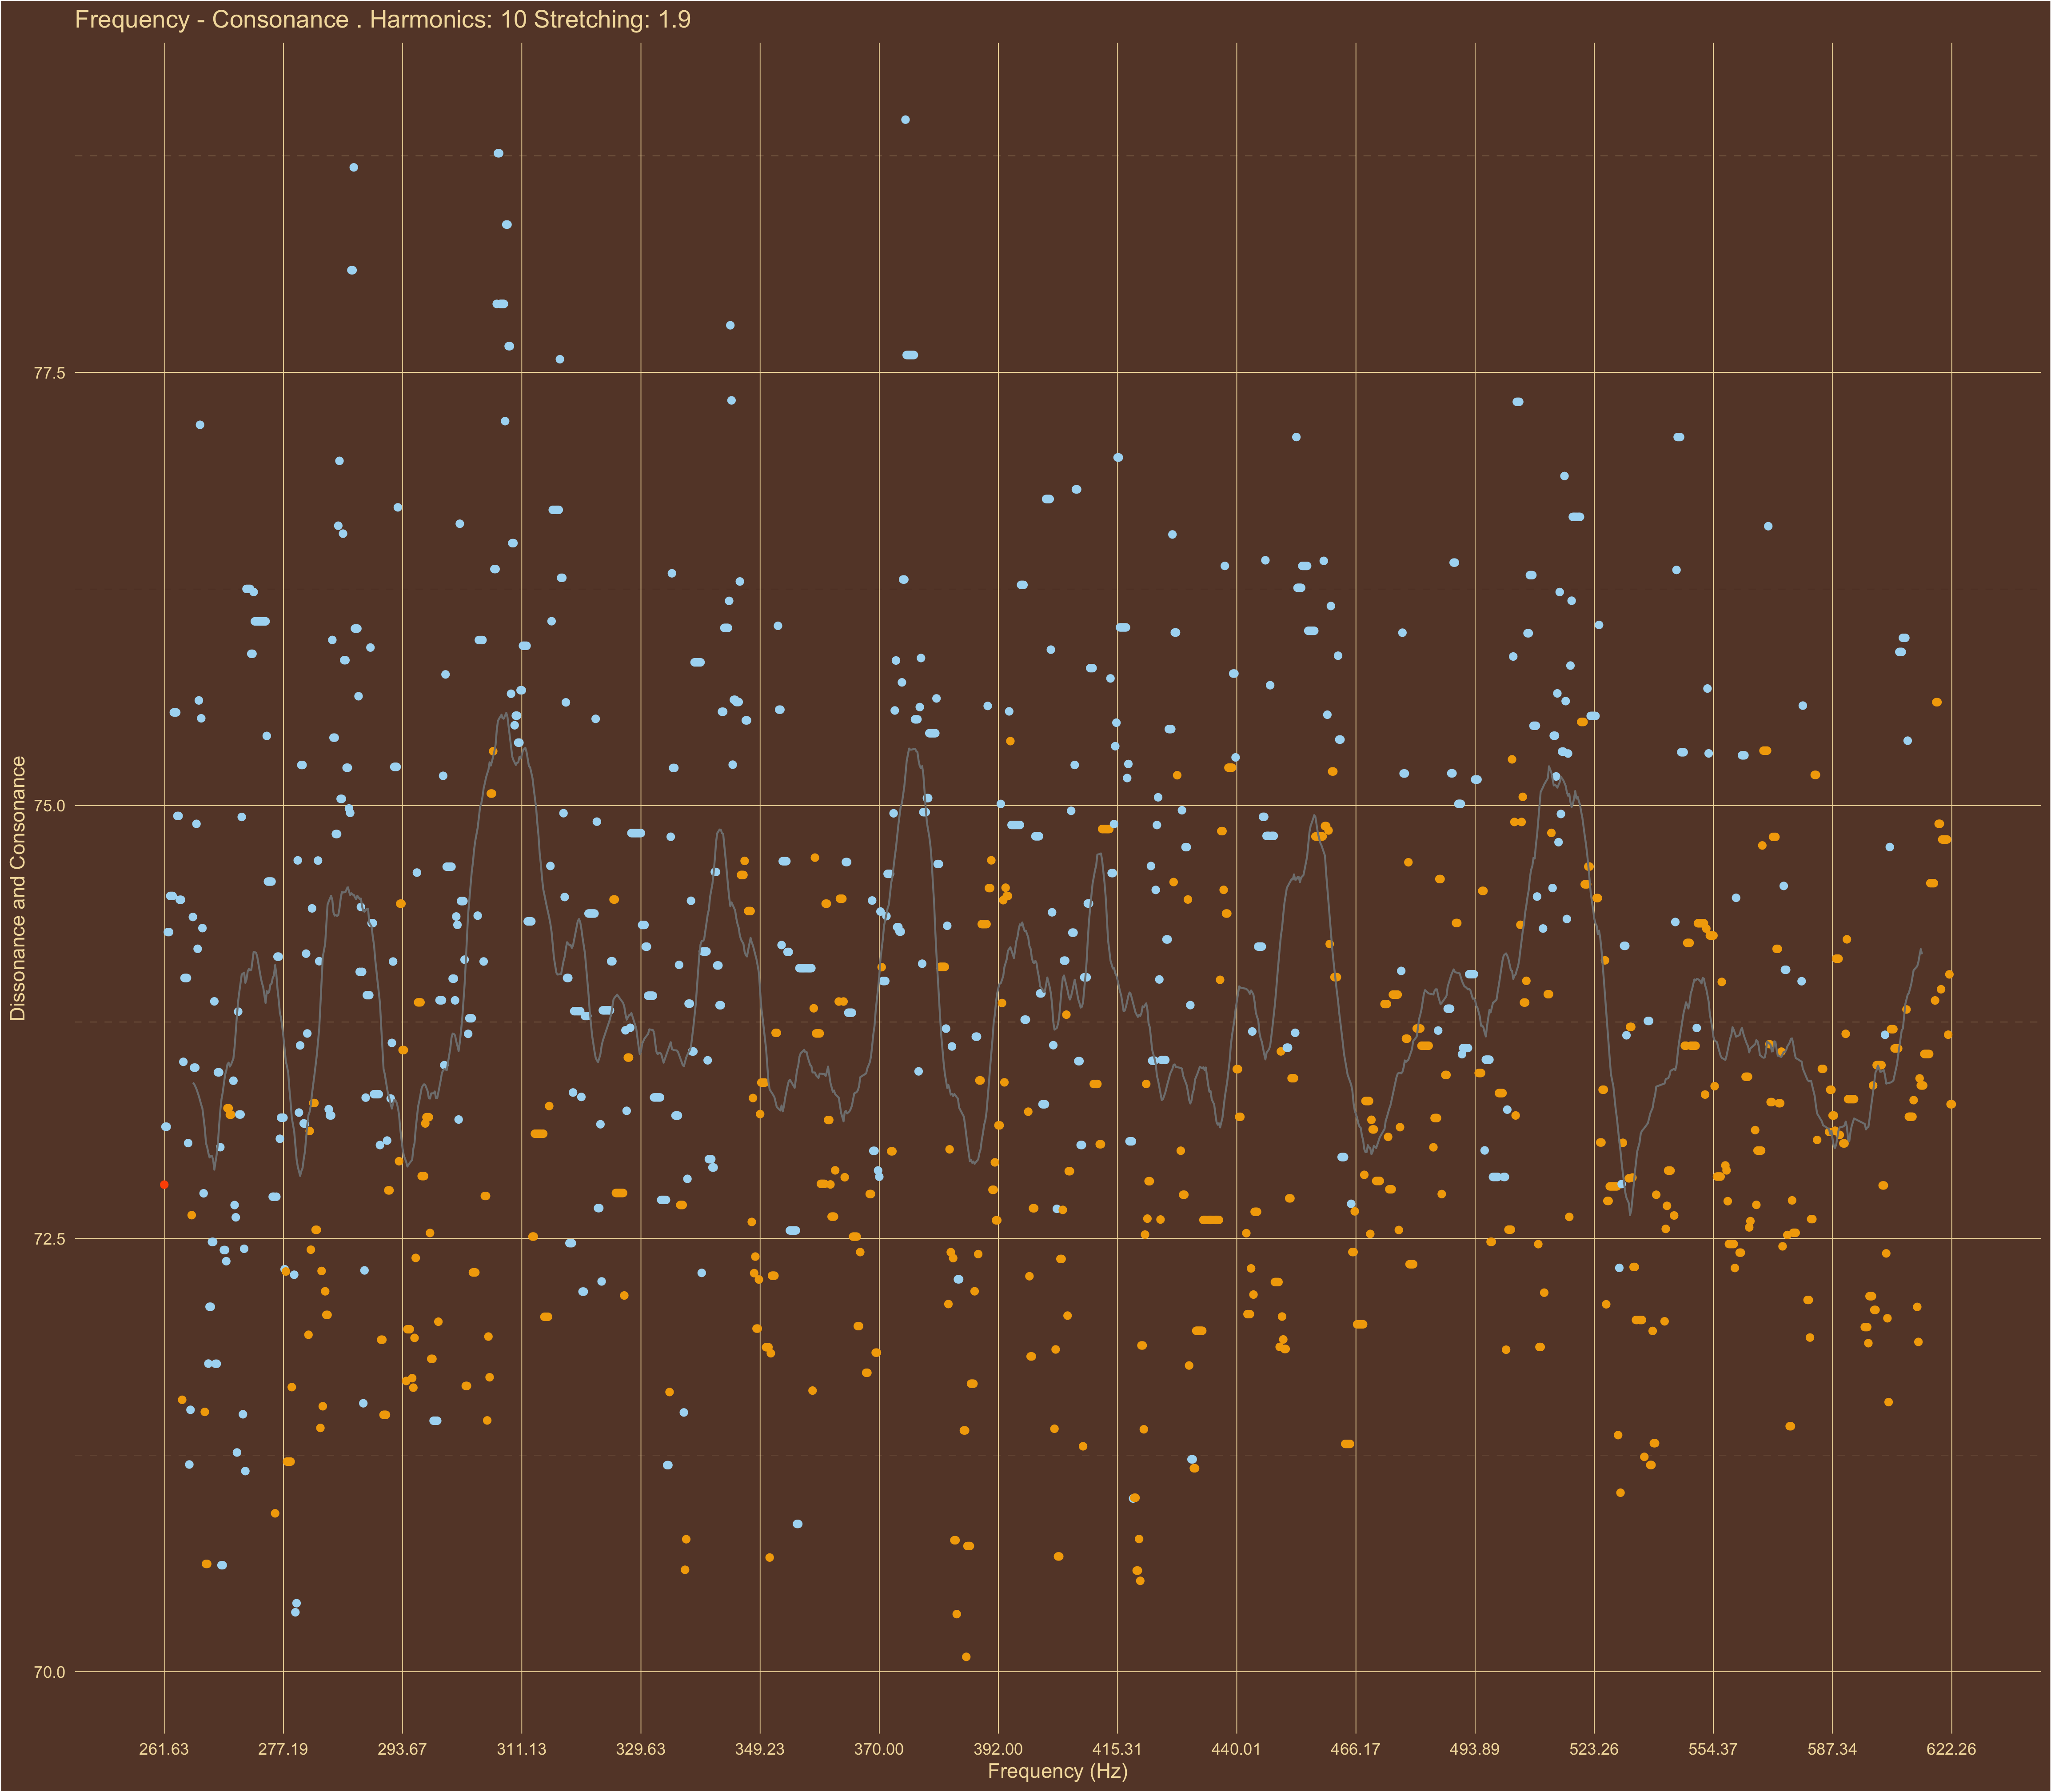 Frequency - Consonance . Harmonics: 10 Stretching: 1.9
Dissonance and Consonance
77.5
75.0
72.5
70.0
261.63 277.19 293.67 311.13 329.63 349.23 370.00 392.00 415.31 440.01 466.17 493.89 523.26 554.37 587.34 622.26
Frequency (Hz)